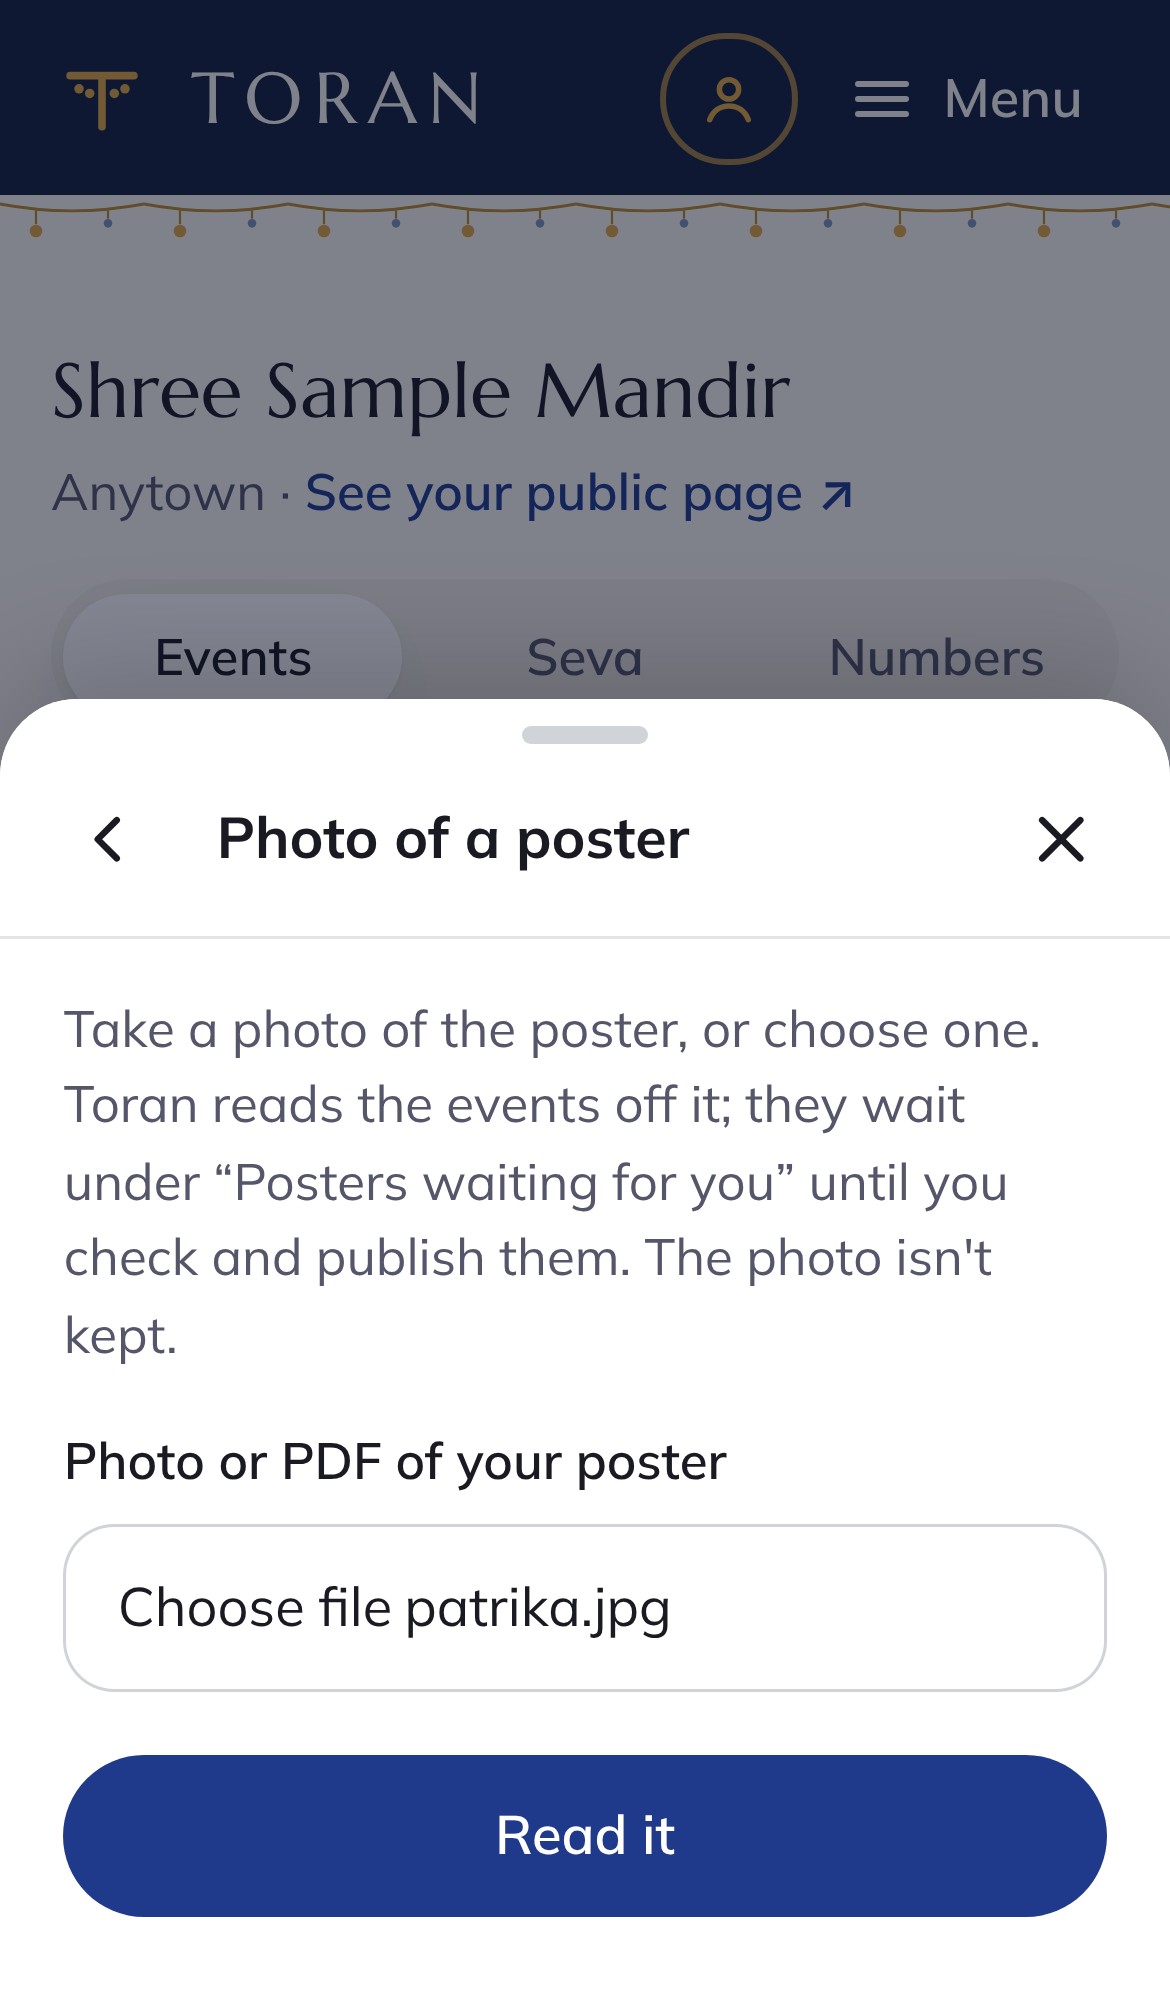 TORAN
Menu
Shree Sample Mandir
Anytown · See your public page ↗
Events
Seva
Numbers
Photo of a poster
Take a photo of the poster, or choose one.
Toran reads the events off it; they wait
under “Posters waiting for you” until you
check and publish them. The photo isn't
kept.
Photo or PDF of your poster
Choose file patrika.jpg
Read it